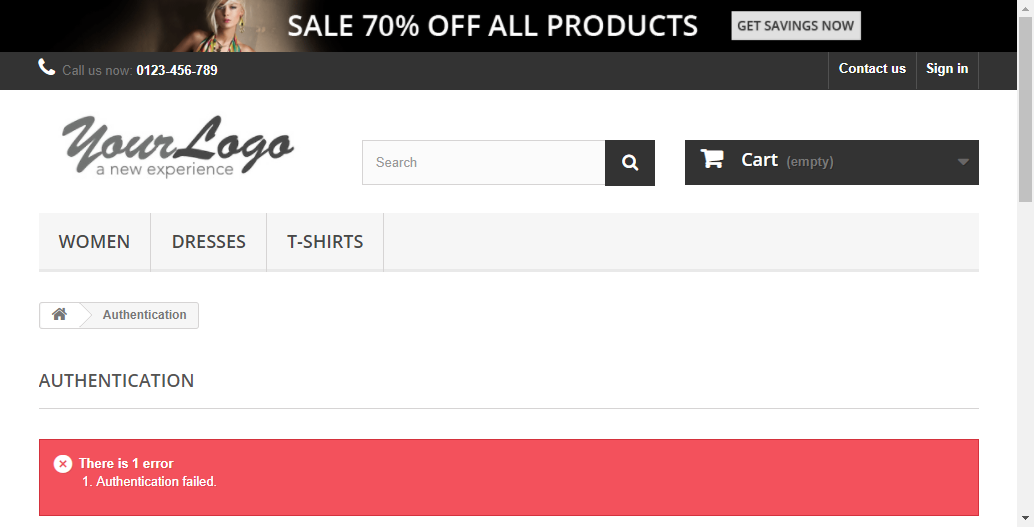 SALE 70% OFF ALL PRODUCTS GET SAVINGS NOW
Call us now: 0123-456-789 Contact us Sign in
YourLogo
a new experience
Search Cart (empty)
WOMEN DRESSES T-SHIRTS
Authentication
AUTHENTICATION
There is 1 error
1. Authentication failed.